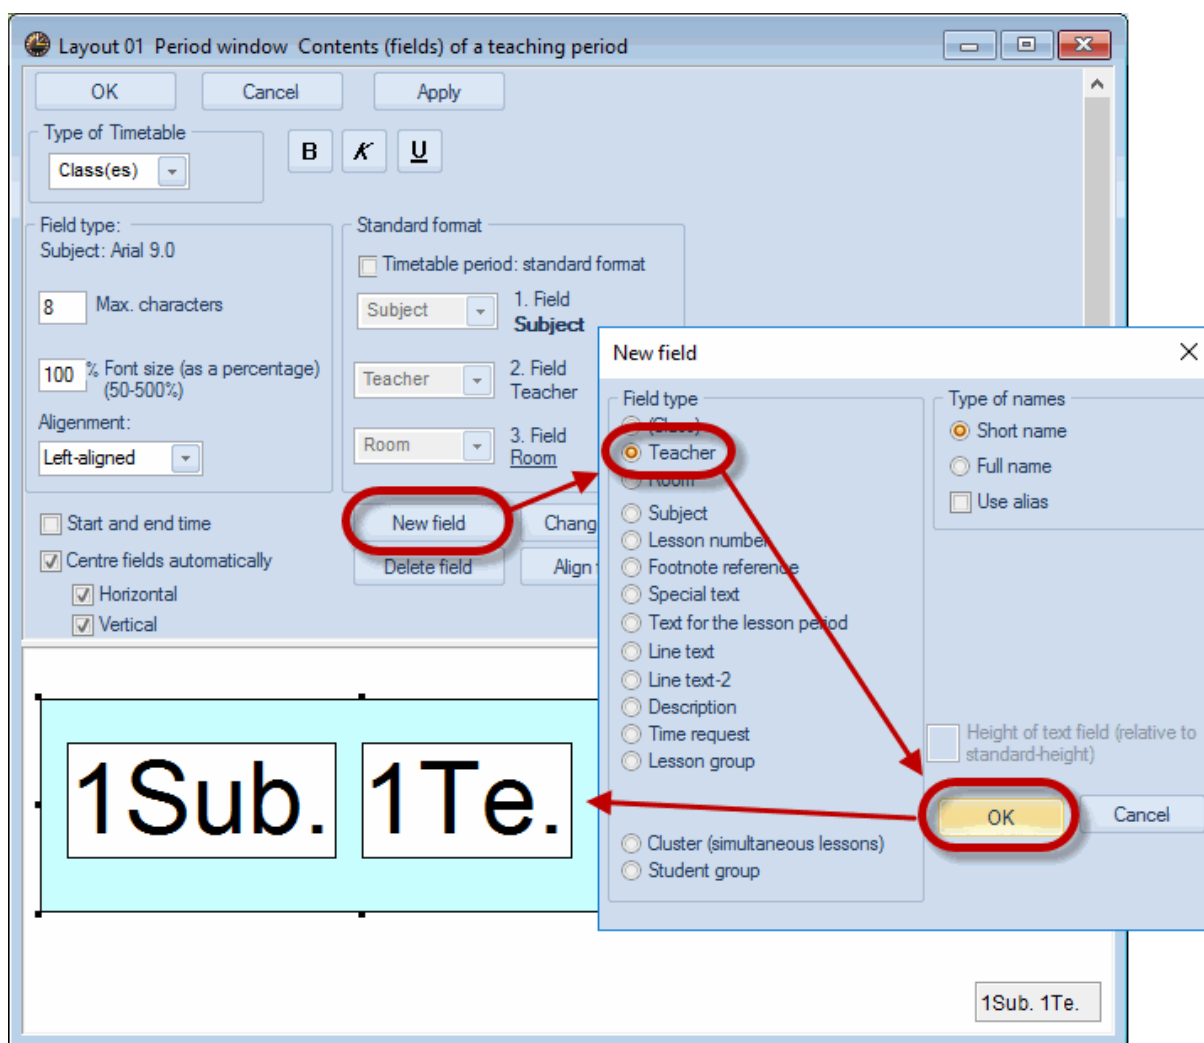 Layout 01 Period window Contents (fields) of a teaching period
OK Cancel Apply
Type of Timetable
Class(es)
B K U
Field type:
Subject: Arial 9.0
8 Max. characters
100 % Font size (as a percentage)
(50-500%)
Aligenment:
Left-aligned
Standard format
Timetable period: standard format
Subject 1. Field
Subject
Teacher 2. Field
Teacher
Room 3. Field
Room
Start and end time
Centre fields automatically
Horizontal
Vertical
New field Chang
Delete field Align
New field
Field type
(Class)
Teacher
Room
Subject
Lesson number
Footnote reference
Special text
Text for the lesson period
Line text
Line text-2
Description
Time request
Lesson group
Cluster (simultaneous lessons)
Student group
Type of names
Short name
Full name
Use alias
Height of text field (relative to
standard-height)
OK Cancel
1Sub. 1Te.
1Sub. 1Te.